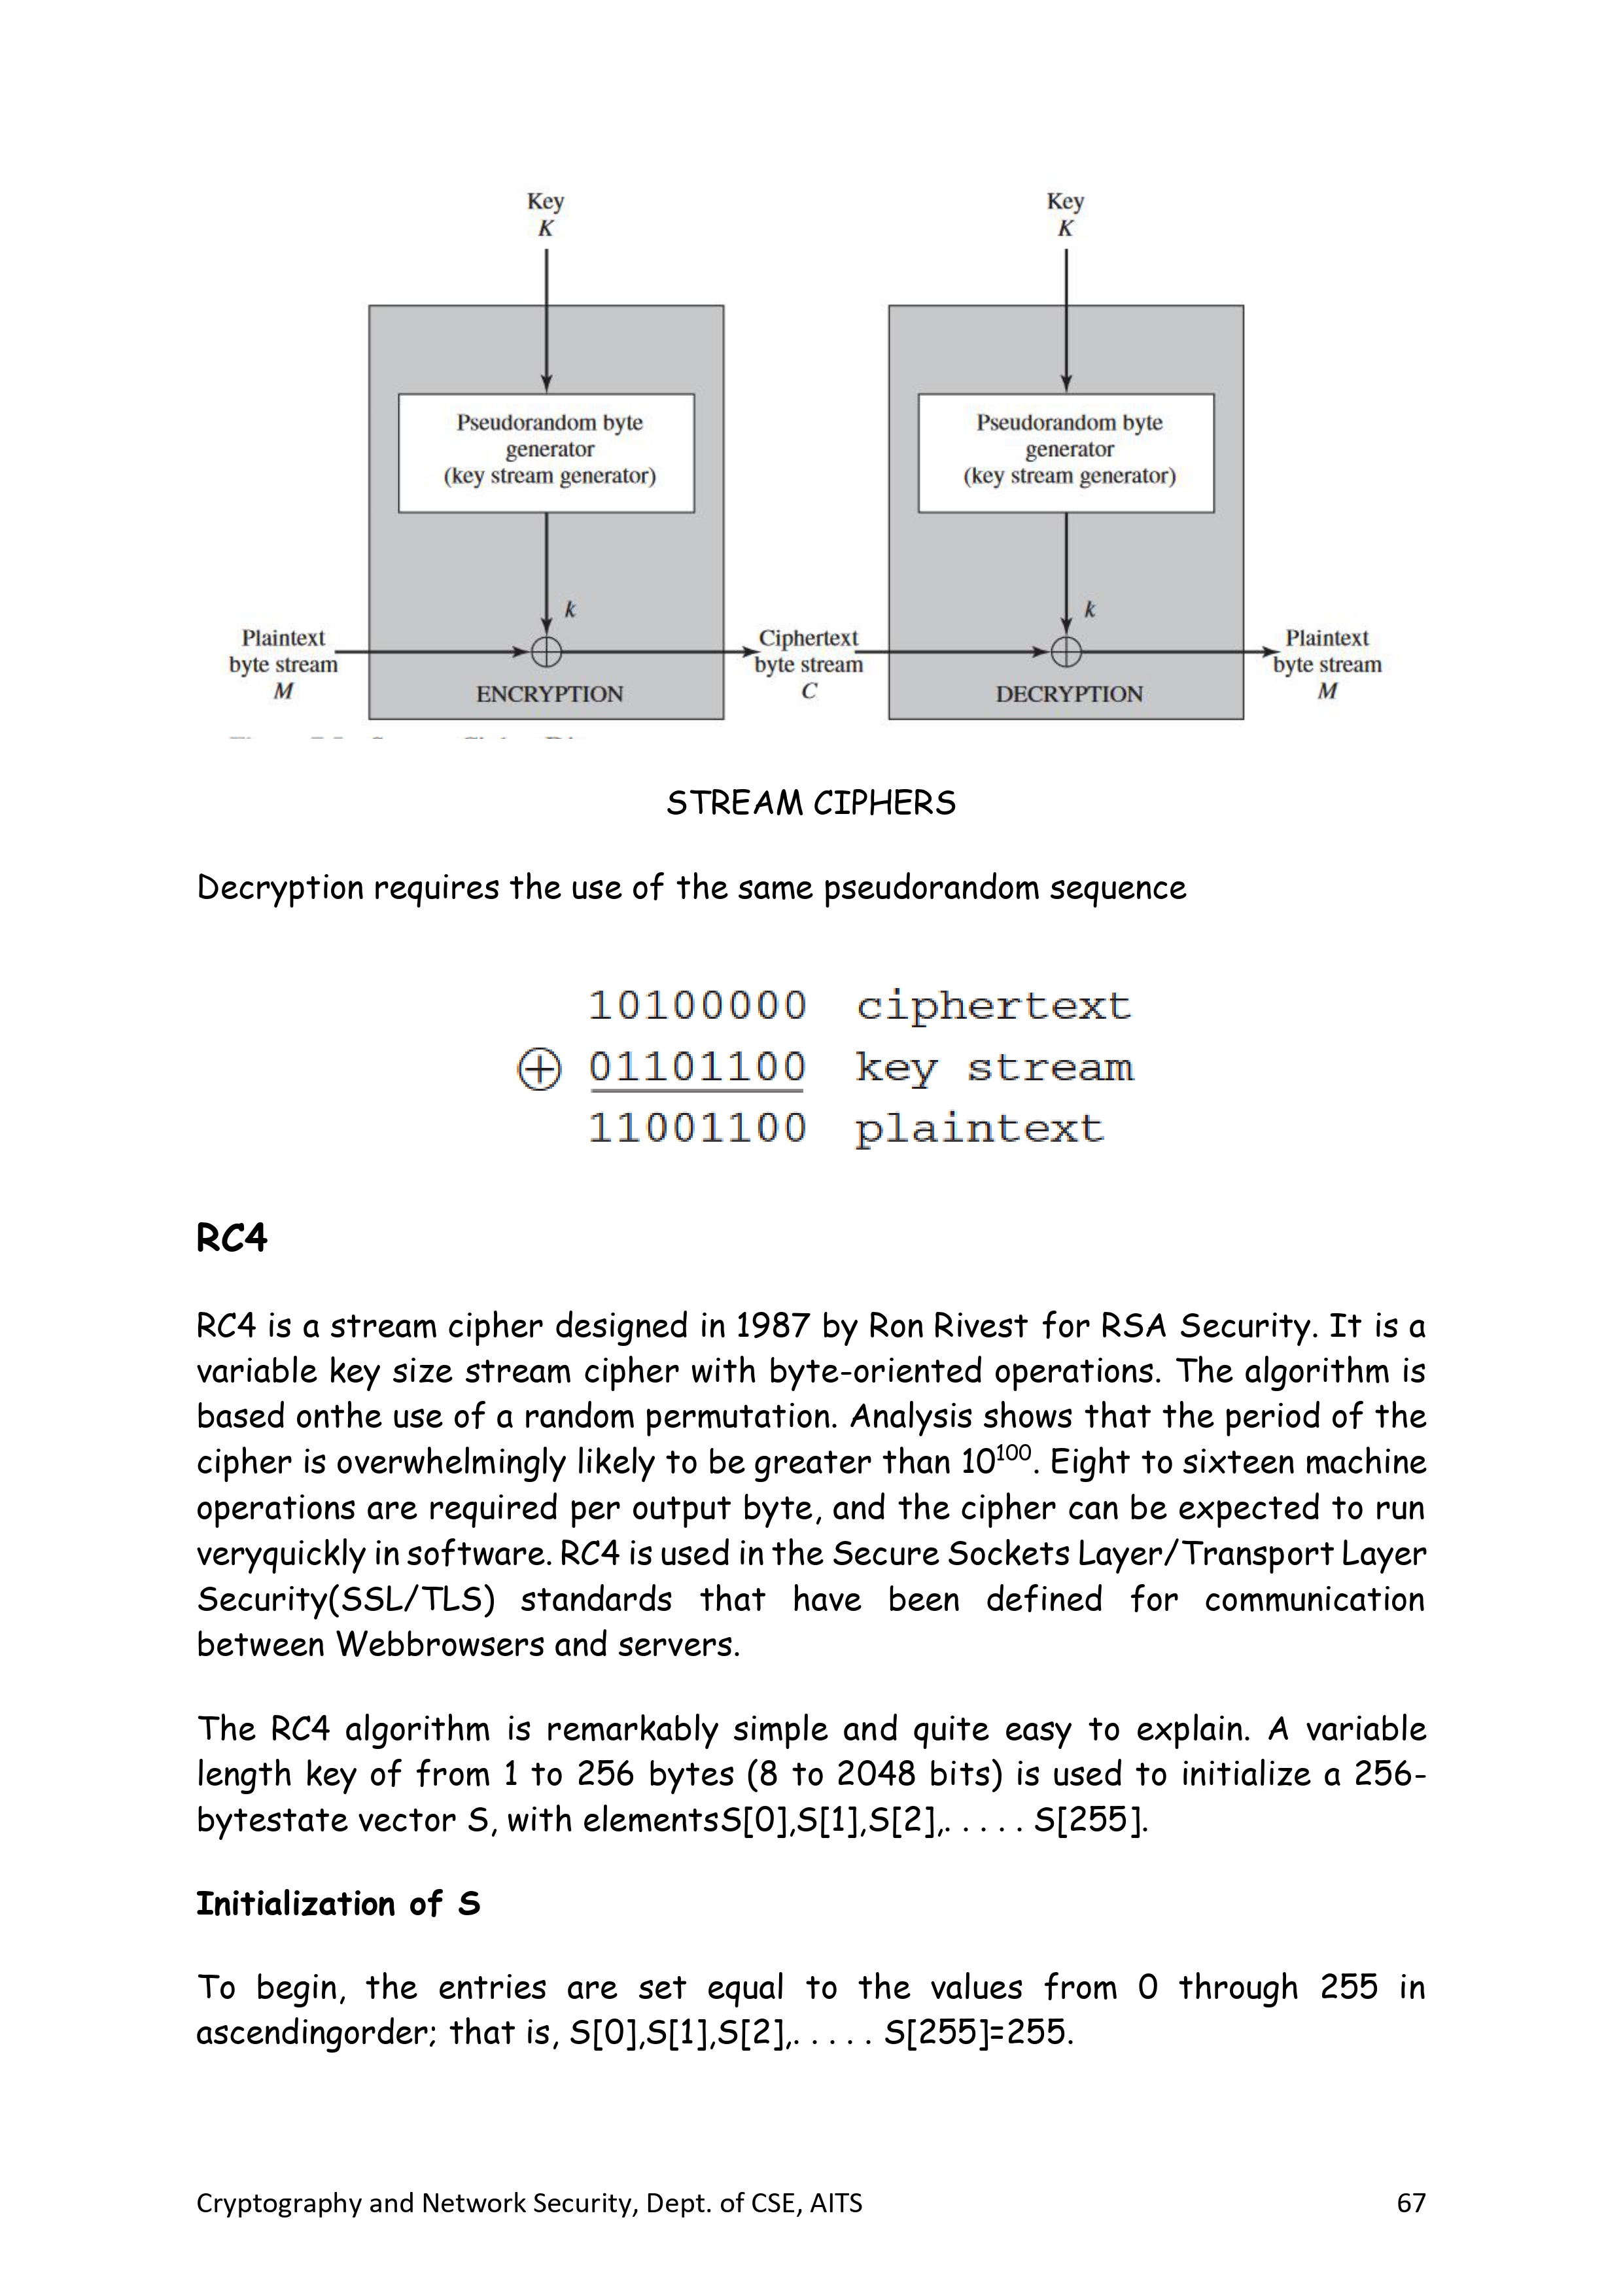 Key
K
Key
K
Pseudorandom byte
generator
(key stream generator)
Pseudorandom byte
generator
(key stream generator)
k
k
Plaintext
byte stream
M
Ciphertext
byte stream
C
Plaintext
byte stream
M
ENCRYPTION
DECRYPTION
STREAM CIPHERS
Decryption requires the use of the same pseudorandom sequence
10100000 ciphertext
⊕ 01101100 key stream
11001100 plaintext
RC4
RC4 is a stream cipher designed in 1987 by Ron Rivest for RSA Security. It is a
variable key size stream cipher with byte-oriented operations. The algorithm is
based onthe use of a random permutation. Analysis shows that the period of the
cipher is overwhelmingly likely to be greater than 10¹⁰⁰. Eight to sixteen machine
operations are required per output byte, and the cipher can be expected to run
veryquickly in software. RC4 is used in the Secure Sockets Layer/Transport Layer
Security(SSL/TLS) standards that have been defined for communication
between Webbrowsers and servers.
The RC4 algorithm is remarkably simple and quite easy to explain. A variable
length key of from 1 to 256 bytes (8 to 2048 bits) is used to initialize a 256-
bytestate vector S, with elementsS[0],S[1],S[2],. . . . . S[255].
Initialization of S
To begin, the entries are set equal to the values from 0 through 255 in
ascendingorder; that is, S[0],S[1],S[2],. . . . . S[255]=255.
Cryptography and Network Security, Dept. of CSE, AITS 67